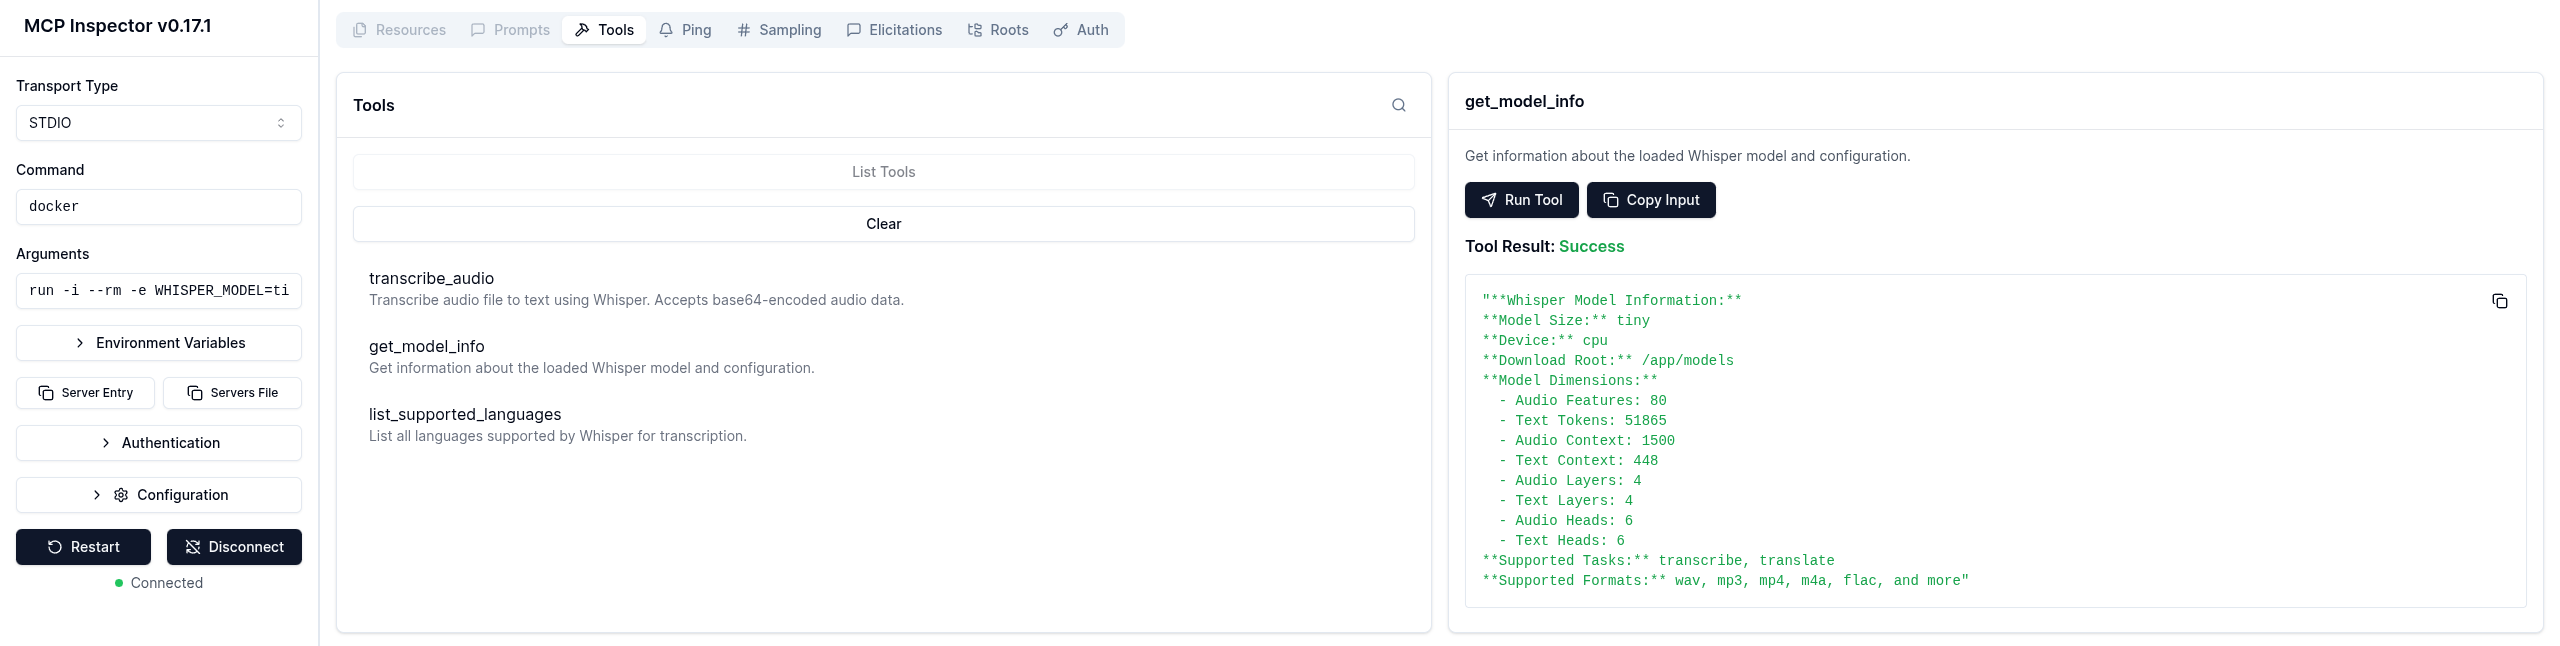 MCP Inspector v0.17.1
Transport Type
STDIO
Command
docker
Arguments
run -i --rm -e WHISPER_MODEL=ti
Environment Variables
Server Entry
Servers File
Authentication
Configuration
Restart
Disconnect
Connected
Resources
Prompts
Tools
Ping
Sampling
Elicitations
Roots
Auth
Tools
List Tools
Clear
transcribe_audio
Transcribe audio file to text using Whisper. Accepts base64-encoded audio data.
get_model_info
Get information about the loaded Whisper model and configuration.
list_supported_languages
List all languages supported by Whisper for transcription.
get_model_info
Get information about the loaded Whisper model and configuration.
Run Tool
Copy Input
Tool Result: Success
"**Whisper Model Information:**
**Model Size:** tiny
**Device:** cpu
**Download Root:** /app/models
**Model Dimensions:**
- Audio Features: 80
- Text Tokens: 51865
- Audio Context: 1500
- Text Context: 448
- Audio Layers: 4
- Text Layers: 4
- Audio Heads: 6
- Text Heads: 6
**Supported Tasks:** transcribe, translate
**Supported Formats:** wav, mp3, mp4, m4a, flac, and more"